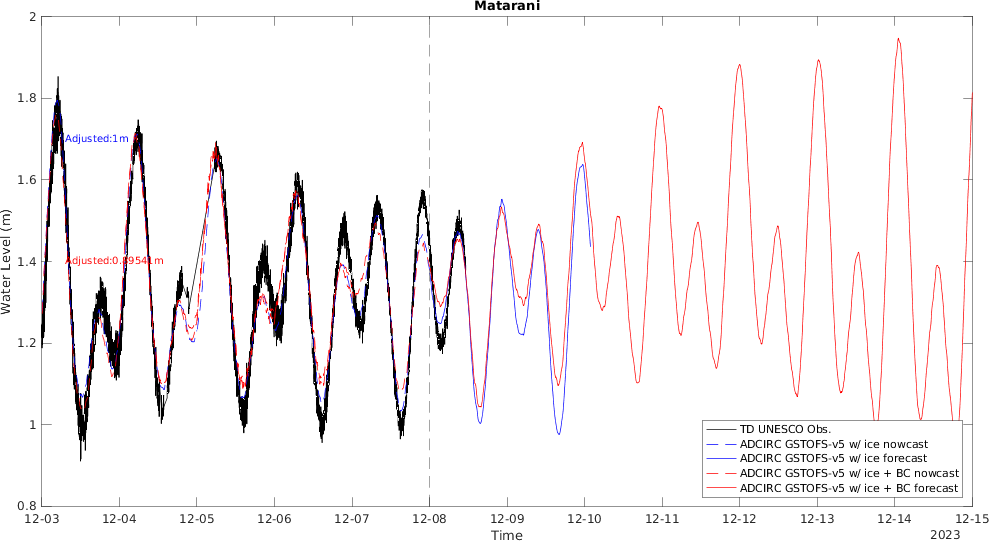 Matarani
Water Level (m)
2
1.8
1.6
1.4
1.2
1
0.8
Adjusted:1m
TD UNESCO Obs.
ADCIRC GSTOFS-v5 w/ ice nowcast
ADCIRC GSTOFS-v5 w/ ice forecast
ADCIRC GSTOFS-v5 w/ ice + BC nowcast
ADCIRC GSTOFS-v5 w/ ice + BC forecast
12-03 12-04 12-05 12-06 12-07 12-08 12-09 12-10 12-11 12-12 12-13 12-14 12-15
Time
2023